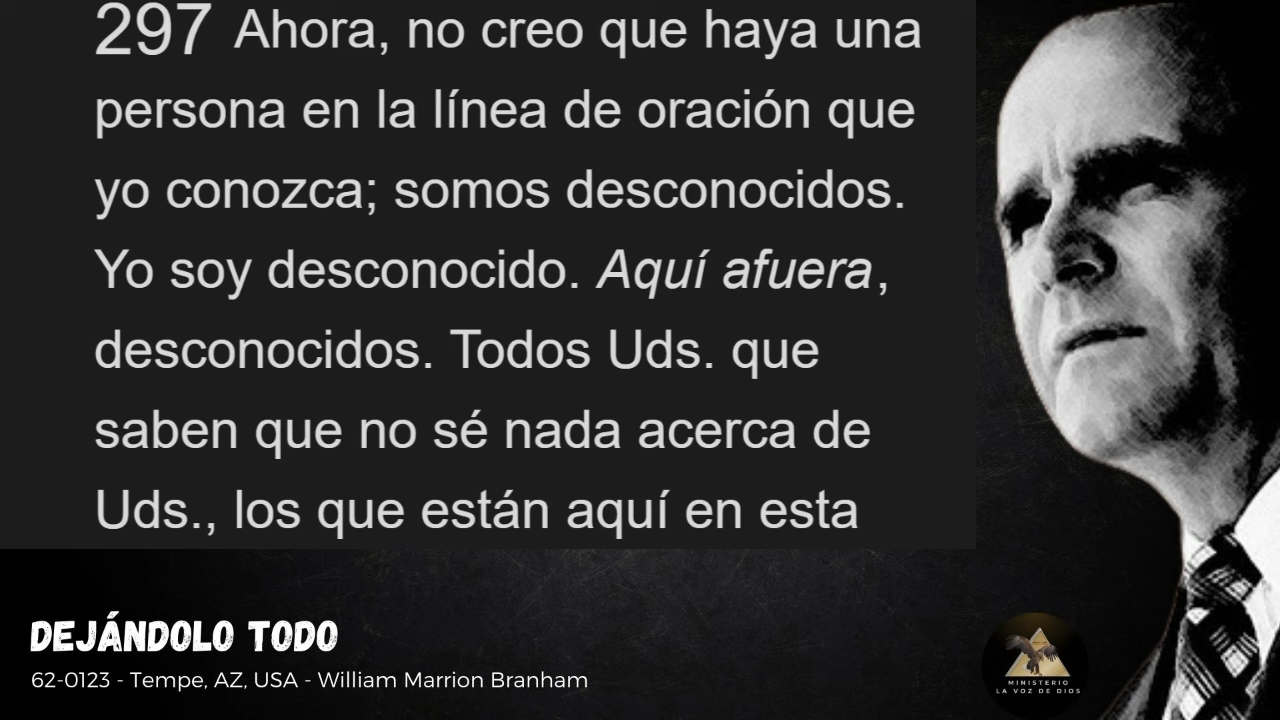 297 Ahora, no creo que haya una
persona en la línea de oración que
yo conozca; somos desconocidos.
Yo soy desconocido. Aquí afuera,
desconocidos. Todos Uds. que
saben que no sé nada acerca de
Uds., los que están aquí en esta
DEJÁNDOLO TODO
62-0123 - Tempe, AZ, USA - William Marrion Branham
MINISTERIO
LA VOZ DE DIOS